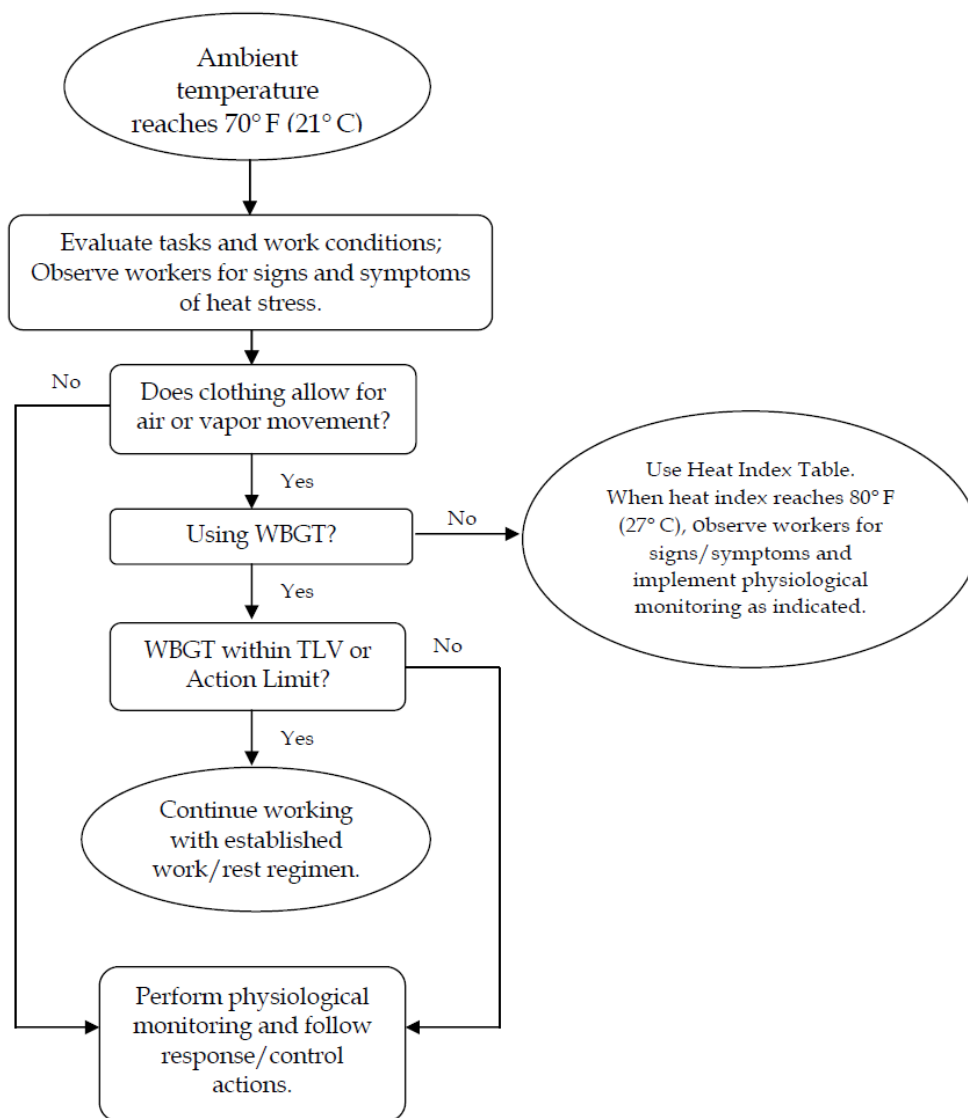 Ambient
temperature
reaches 70° F (21° C)
Evaluate tasks and work conditions;
Observe workers for signs and symptoms
of heat stress.
No
Does clothing allow for
air or vapor movement?
Yes
Using WBGT?
No
Use Heat Index Table.
When heat index reaches 80° F
(27° C), Observe workers for
signs/symptoms and
implement physiological
monitoring as indicated.
Yes
WBGT within TLV or
Action Limit?
No
Yes
Continue working
with established
work/rest regimen.
Perform physiological
monitoring and follow
response/control
actions.